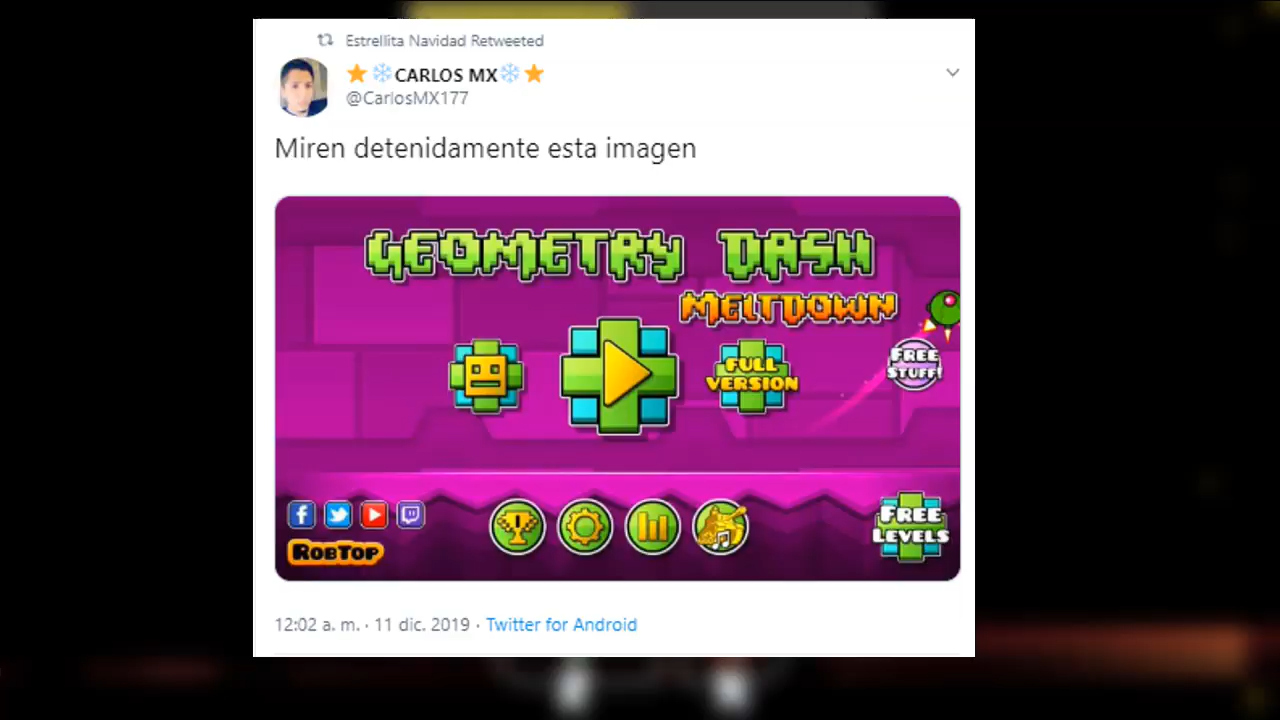 Estrellita Navidad Retweeted
⭐❄️CARLOS MX❄️⭐
@CarlosMX177
Miren detenidamente esta imagen
GEOMETRY DASH
MELTDOWN
FREE
STUFF!
FULL
VERSION
FREE
LEVELS
ROBTOP
12:02 a. m. · 11 dic. 2019 · Twitter for Android